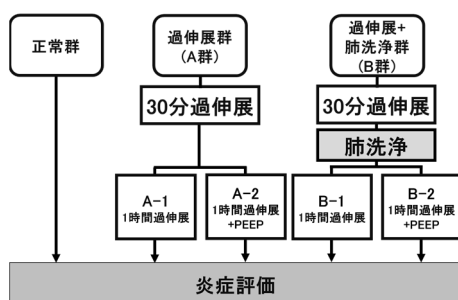 正常群
過伸展群
(A群)
過伸展+
肺洗浄群
(B群)
30分過伸展
30分過伸展
肺洗浄
A-1
1時間過伸展
A-2
1時間過伸展
+PEEP
B-1
1時間過伸展
B-2
1時間過伸展
+PEEP
炎症評価